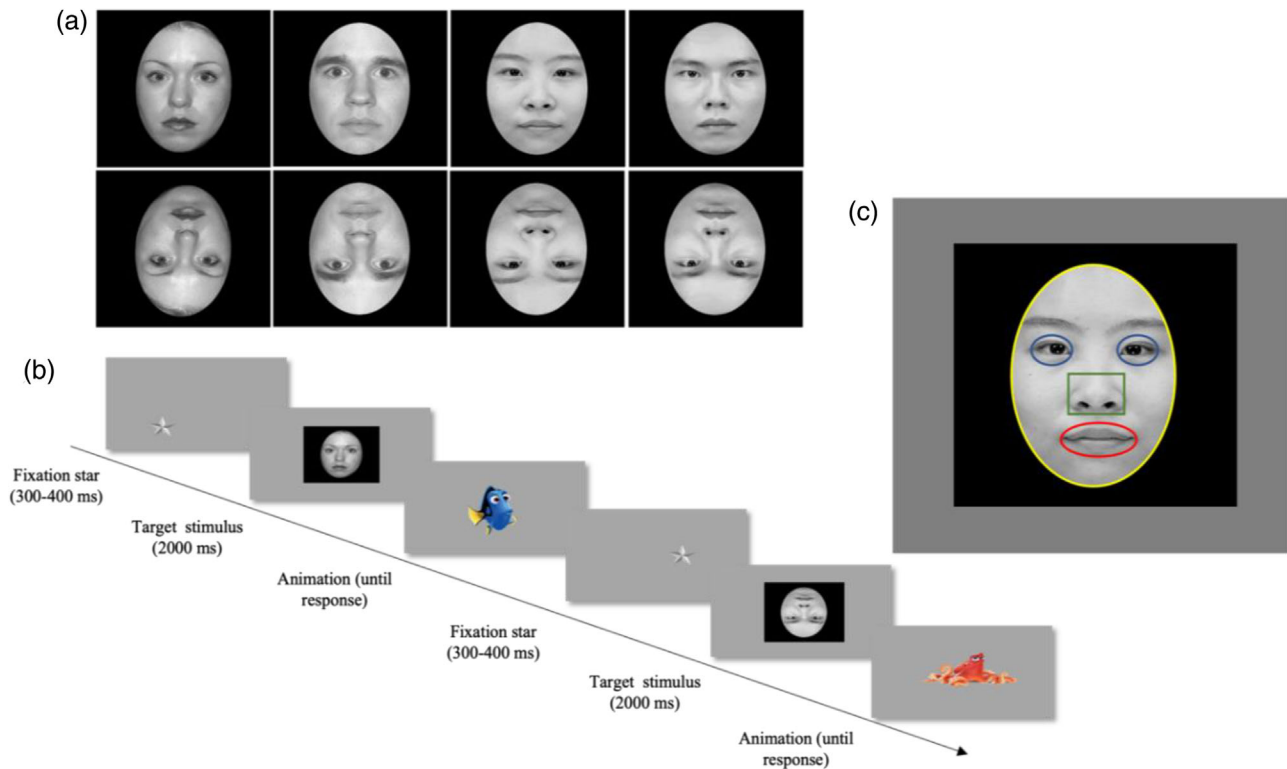 (a)
(b)
(c)
Fixation star
(300-400 ms)
Target stimulus
(2000 ms)
Animation (until
response)
Fixation star
(300-400 ms)
Target stimulus
(2000 ms)
Animation (until
response)